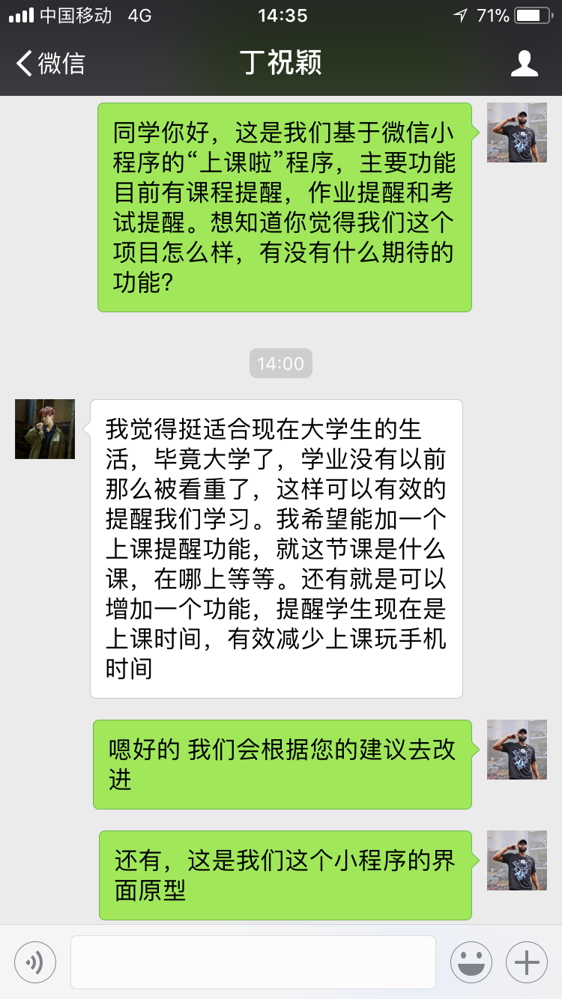 中国移动 4G 14:35 71%
微信 丁祝颖
同学你好，这是我们基于微信小
程序的“上课啦”程序，主要功能
目前有课程提醒，作业提醒和考
试提醒。想知道你觉得我们这个
项目怎么样，有没有什么期待的
功能？
14:00
我觉得挺适合现在大学生的生
活，毕竟大学了，学业没有以前
那么被看重了，这样可以有效的
提醒我们学习。我希望能加一个
上课提醒功能，就这节课是什么
课，在哪上等等。还有就是可以
增加一个功能，提醒学生现在是
上课时间，有效减少上课玩手机
时间
嗯好的 我们会根据您的建议去改
进
还有，这是我们这个小程序的界
面原型